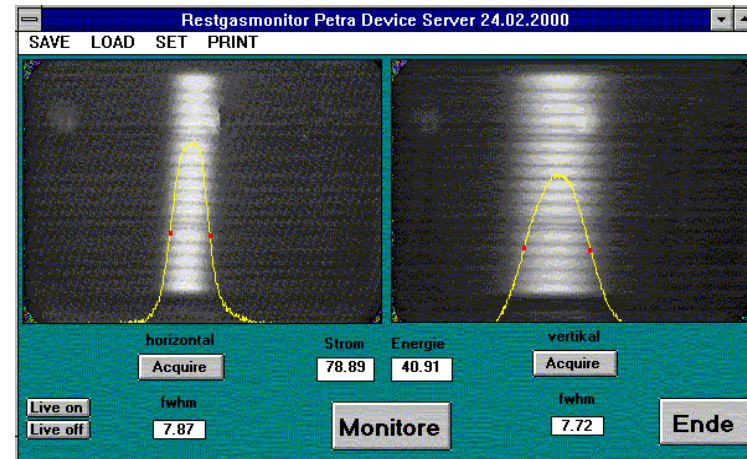 Restgasmonitor Petra Device Server 24.02.2000
SAVE LOAD SET PRINT
horizontal
Acquire
Strom Energie
78.89 40.91
vertikal
Acquire
Live on
Live off
fwhm
7.87
Monitore
fwhm
7.72
Ende